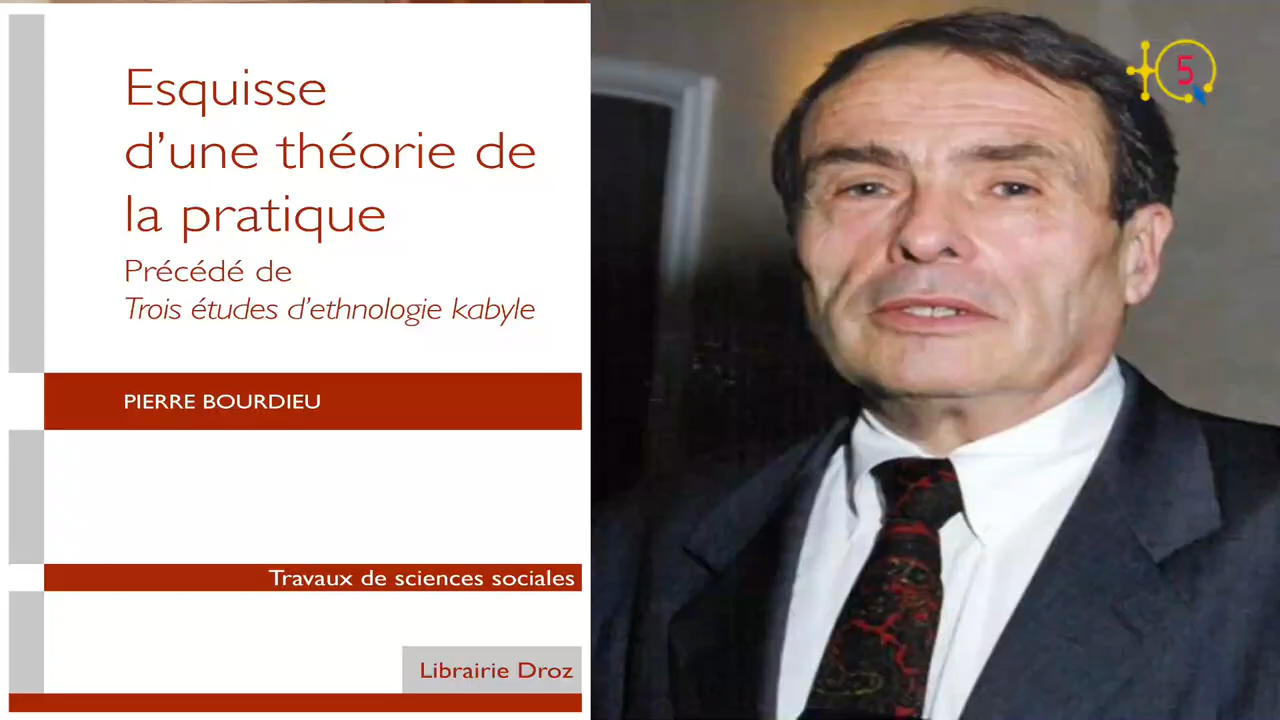 Esquisse
d'une théorie de
la pratique
Précédé de
Trois études d'ethnologie kabyle
PIERRE BOURDIEU
Travaux de sciences sociales
Librairie Droz
5